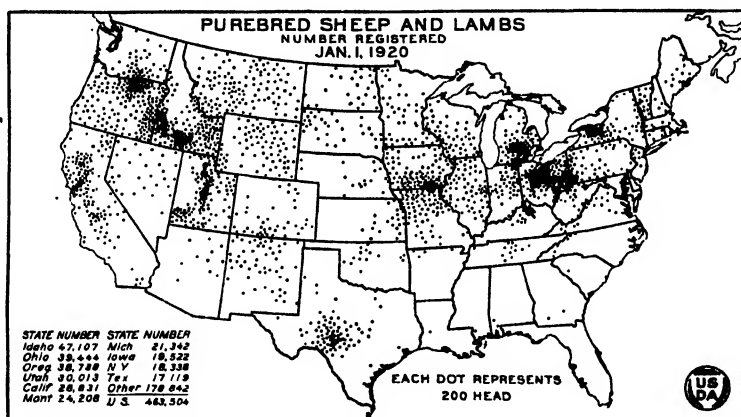 PUREBRED SHEEP AND LAMBS
NUMBER REGISTERED
JAN. 1, 1920
STATE NUMBER STATE NUMBER
Idaho 47,107 Mich 21,342
Ohio 39,444 Iowa 19,522
Oreg 38,738 N Y 18,338
Utah 30,013 Tex 17 119
Calif 28,831 Other 178 842
Mont 24,208 U S 463,504
EACH DOT REPRESENTS
200 HEAD
US
DA